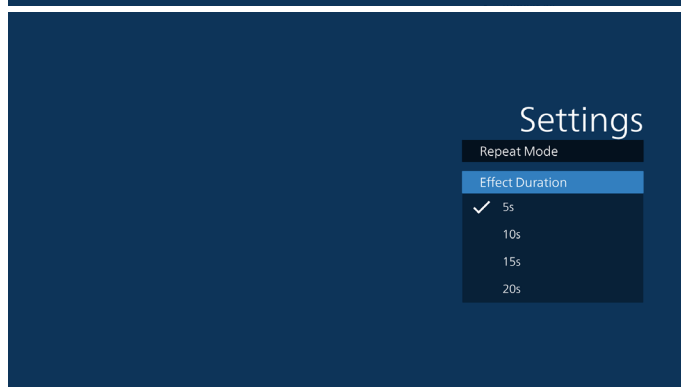 Settings
Repeat Mode
Effect Duration
5s
10s
15s
20s